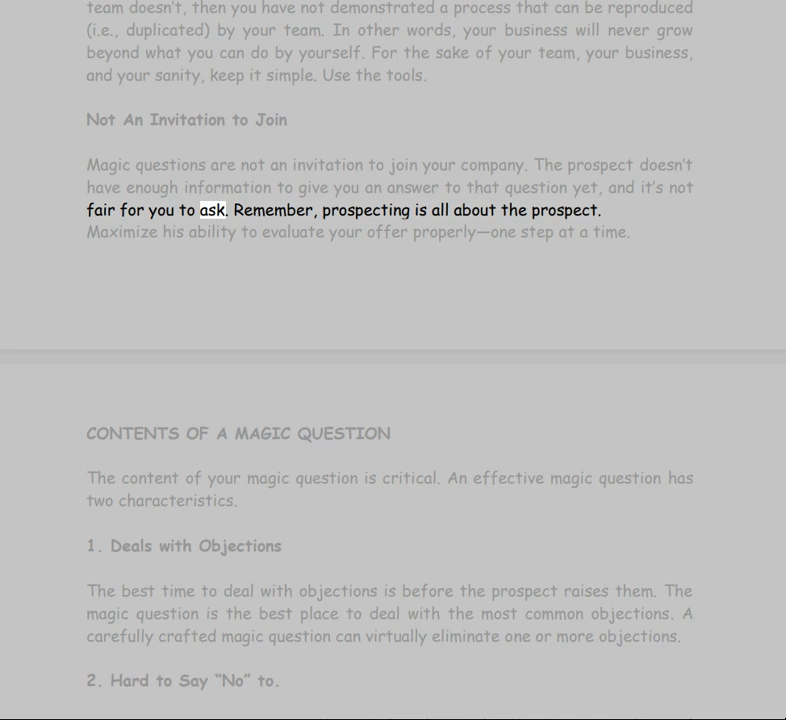 team doesn't, then you have not demonstrated a process that can be reproduced
(i.e., duplicated) by your team. In other words, your business will never grow
beyond what you can do by yourself. For the sake of your team, your business,
and your sanity, keep it simple. Use the tools.
Not An Invitation to Join
Magic questions are not an invitation to join your company. The prospect doesn't
have enough information to give you an answer to that question yet, and it's not
fair for you to ask. Remember, prospecting is all about the prospect.
Maximize his ability to evaluate your offer properly—one step at a time.
CONTENTS OF A MAGIC QUESTION
The content of your magic question is critical. An effective magic question has
two characteristics.
1. Deals with Objections
The best time to deal with objections is before the prospect raises them. The
magic question is the best place to deal with the most common objections. A
carefully crafted magic question can virtually eliminate one or more objections.
2. Hard to Say “No” to.